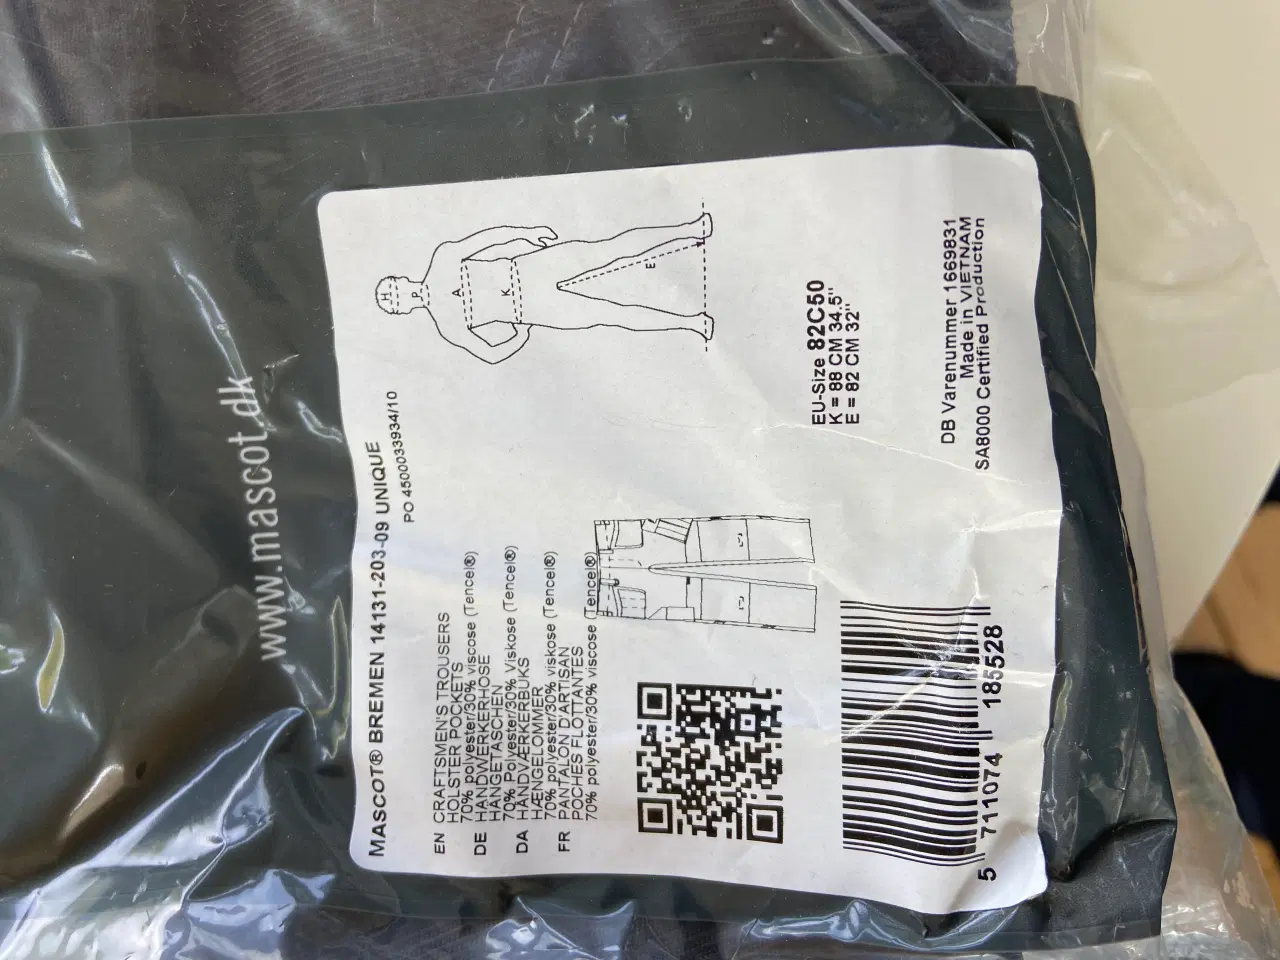 www.mascot.dk
MASCOT® BREMEN 14131-203-09 UNIQUE
PO 4500033934/10
EN CRAFTSMEN'S TROUSERS
HOLSTER POCKETS
70% polyester/30% viscose (Tencel®)
DE HANDWERKERHOSE
HÄNGETASCHEN
70% Polyester/30% Viskose (Tencel®)
DA HÅNDVÆRKERBUKS
HÆNGELOMMER
70% polyester/30% viskose (Tencel®)
FR PANTALON D'ARTISAN
POCHES FLOTTANTES
70% polyester/30% viscose (Tencel®)
H
P
A
K
E
EU-Size 82C50
K = 88 CM 34.5"
E = 82 CM 32"
DB Varenummer 1669831
Made in VIETNAM
SA8000 Certified Production
5 711074 185528